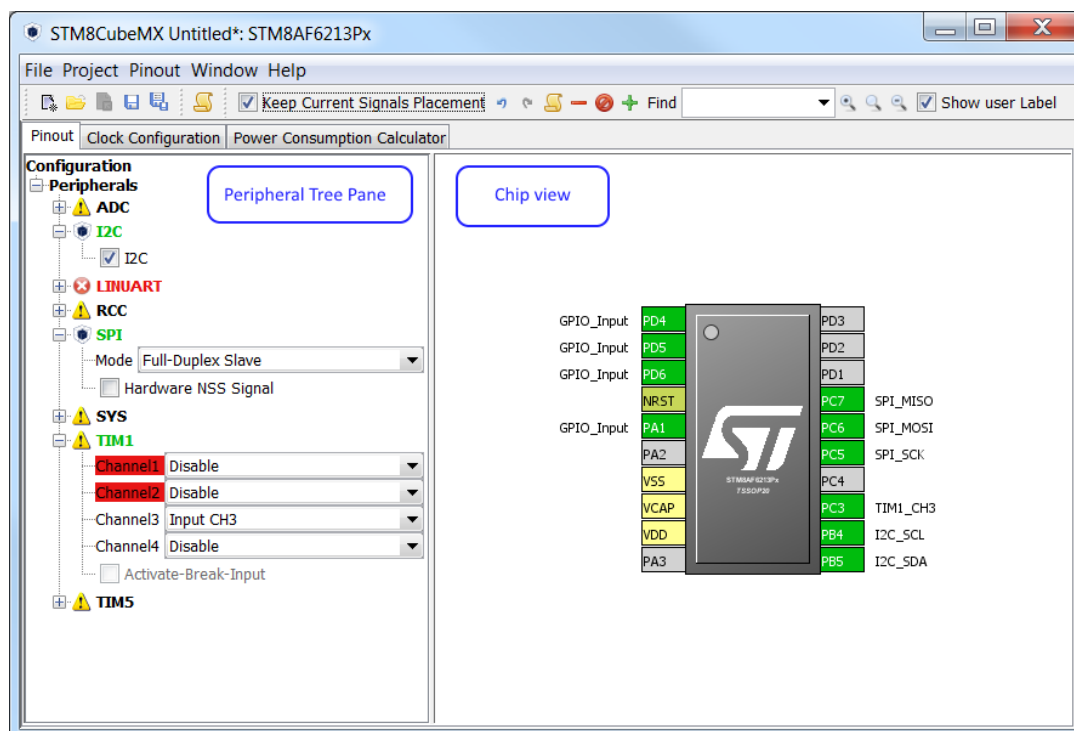 STM8CubeMX Untitled*: STM8AF6213Px
File Project Pinout Window Help
Keep Current Signals Placement Find Show user Label
Pinout Clock Configuration Power Consumption Calculator
Configuration
Peripherals
Peripheral Tree Pane
ADC
I2C
I2C
LINUART
RCC
SPI
Mode Full-Duplex Slave
Hardware NSS Signal
SYS
TIM1
Channel1 Disable
Channel2 Disable
Channel3 Input CH3
Channel4 Disable
Activate-Break-Input
TIM5
Chip view
GPIO_Input PD4 PD3
GPIO_Input PD5 PD2
GPIO_Input PD6 PD1
NRST PC7 SPI_MISO
GPIO_Input PA1 PC6 SPI_MOSI
PA2 PC5 SPI_SCK
VSS PC4
VCAP PC3 TIM1_CH3
VDD PB4 I2C_SCL
PA3 PB5 I2C_SDA
ST
STM8AF6213Px
TSSOP20